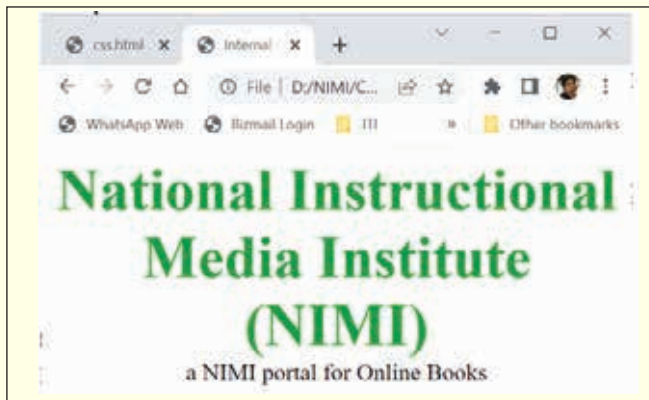 css.html Internal
File | D:/NIMI/C...
WhatsApp Web Bizmail Login ITI » Other bookmarks
National Instructional
Media Institute
(NIMI)
a NIMI portal for Online Books